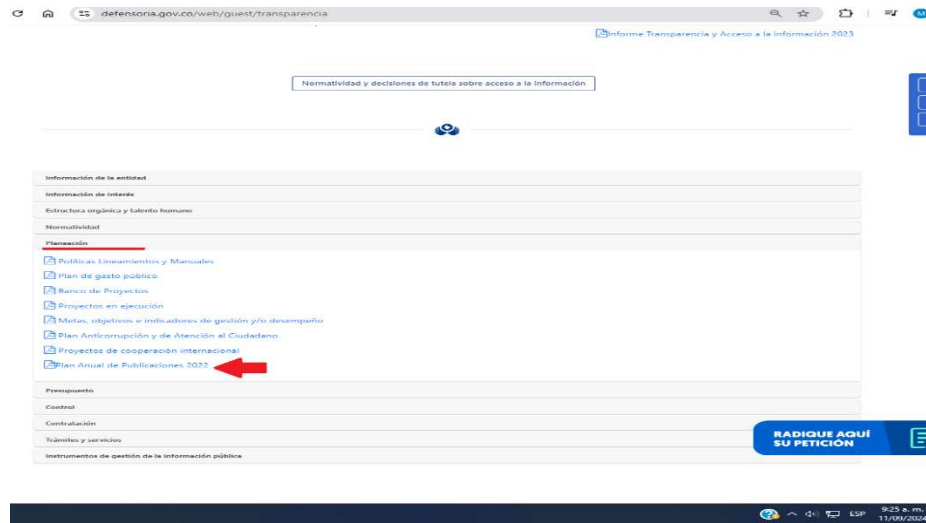 defensoria.gov.co/web/guest/transparencia
Informe Transparencia y Acceso a la información 2023
Normatividad y decisiones de tutela sobre acceso a la información
Información de la entidad
Información de interés
Estructura orgánica y talento humano
Normatividad
Planeación
Políticas Lineamientos y Manuales
Plan de gasto público
Banco de Proyectos
Proyectos en ejecución
Metas, objetivos e indicadores de gestión y/o desempeño
Plan Anticorrupción y de Atención al Ciudadano
Proyectos de cooperación internacional
Plan Anual de Publicaciones 2022
Presupuesto
Control
Contratación
Trámites y servicios
Instrumentos de gestión de la información pública
RADIQUE AQUÍ
SU PETICIÓN
ESP
9:25 a. m.
11/09/2024